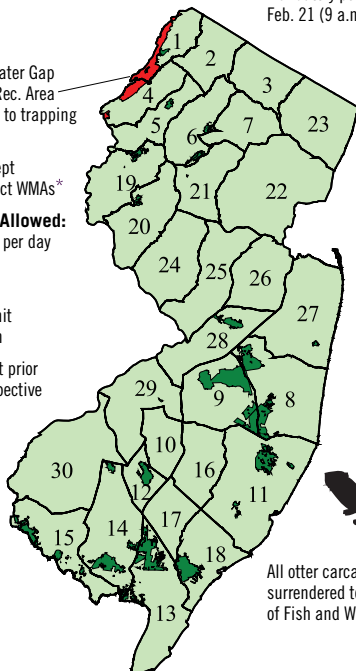 Feb. 21 (9 a.m
ater Gap
Rec. Area
to trapping
ept
ct WMAs*
Allowed:
per day
nit
t prior
spective
1
2
3
4
5
6
7
23
19
21
22
20
24
25
26
27
28
29
9
8
10
16
11
30
12
17
14
15
18
13
All otter carca
surrendered to
of Fish and W